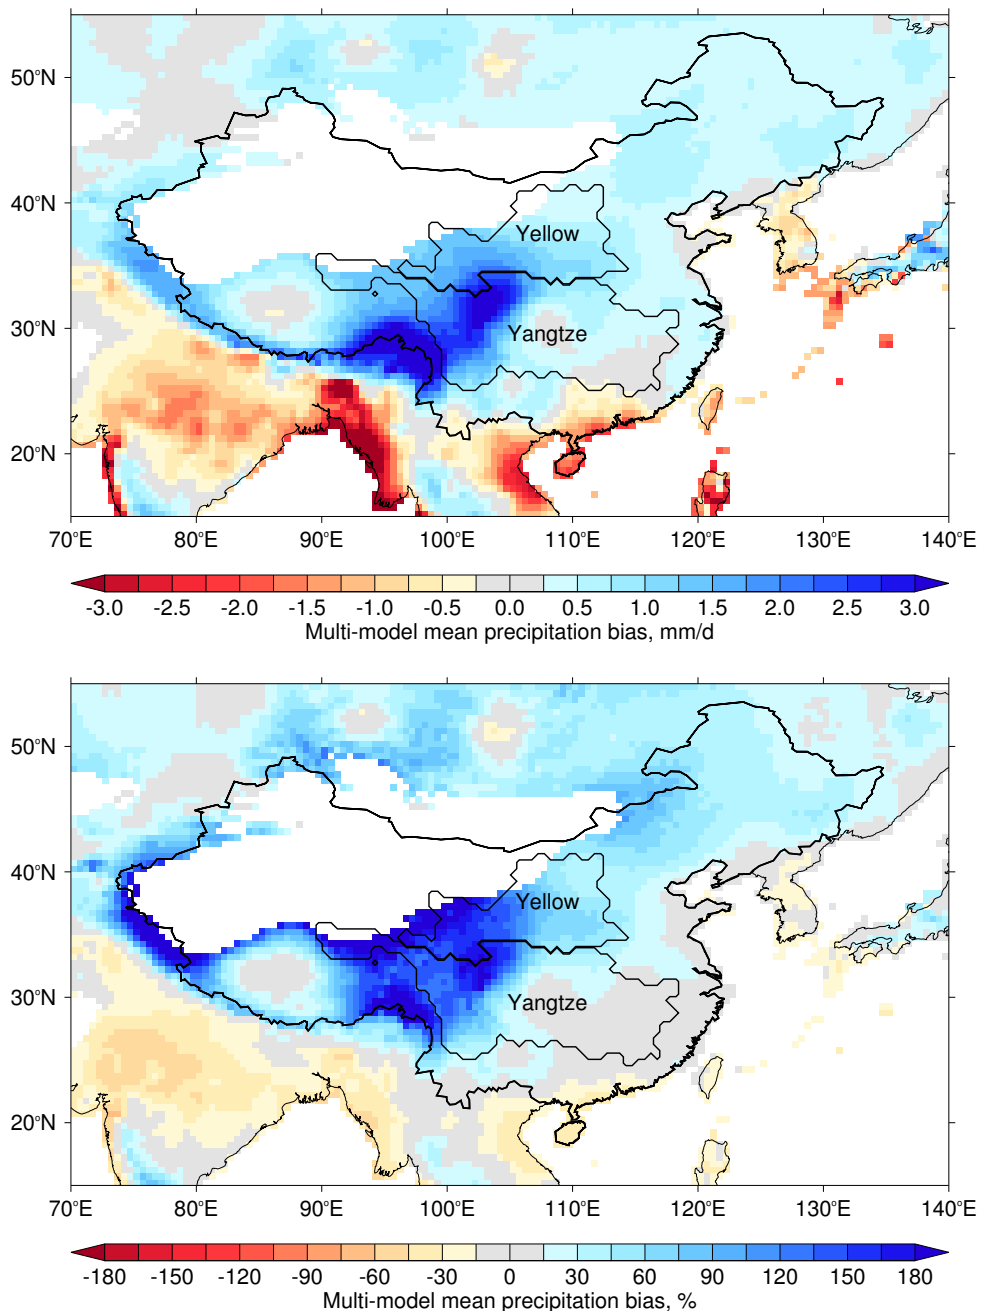 50°N
40°N
30°N
20°N
Yellow
Yangtze
70°E 80°E 90°E 100°E 110°E 120°E 130°E 140°E
-3.0 -2.5 -2.0 -1.5 -1.0 -0.5 0.0 0.5 1.0 1.5 2.0 2.5 3.0
Multi-model mean precipitation bias, mm/d
50°N
40°N
30°N
20°N
Yellow
Yangtze
70°E 80°E 90°E 100°E 110°E 120°E 130°E 140°E
-180 -150 -120 -90 -60 -30 0 30 60 90 120 150 180
Multi-model mean precipitation bias, %